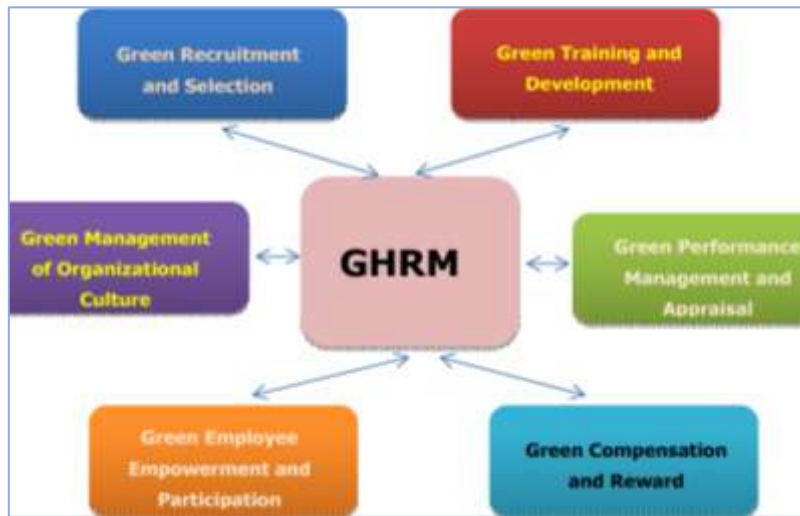 Green Recruitment
and Selection
Green Training and
Development
Green Management
of Organizational
Culture
GHRM
Green Performance
Management and
Appraisal
Green Employee
Empowerment and
Participation
Green Compensation
and Reward